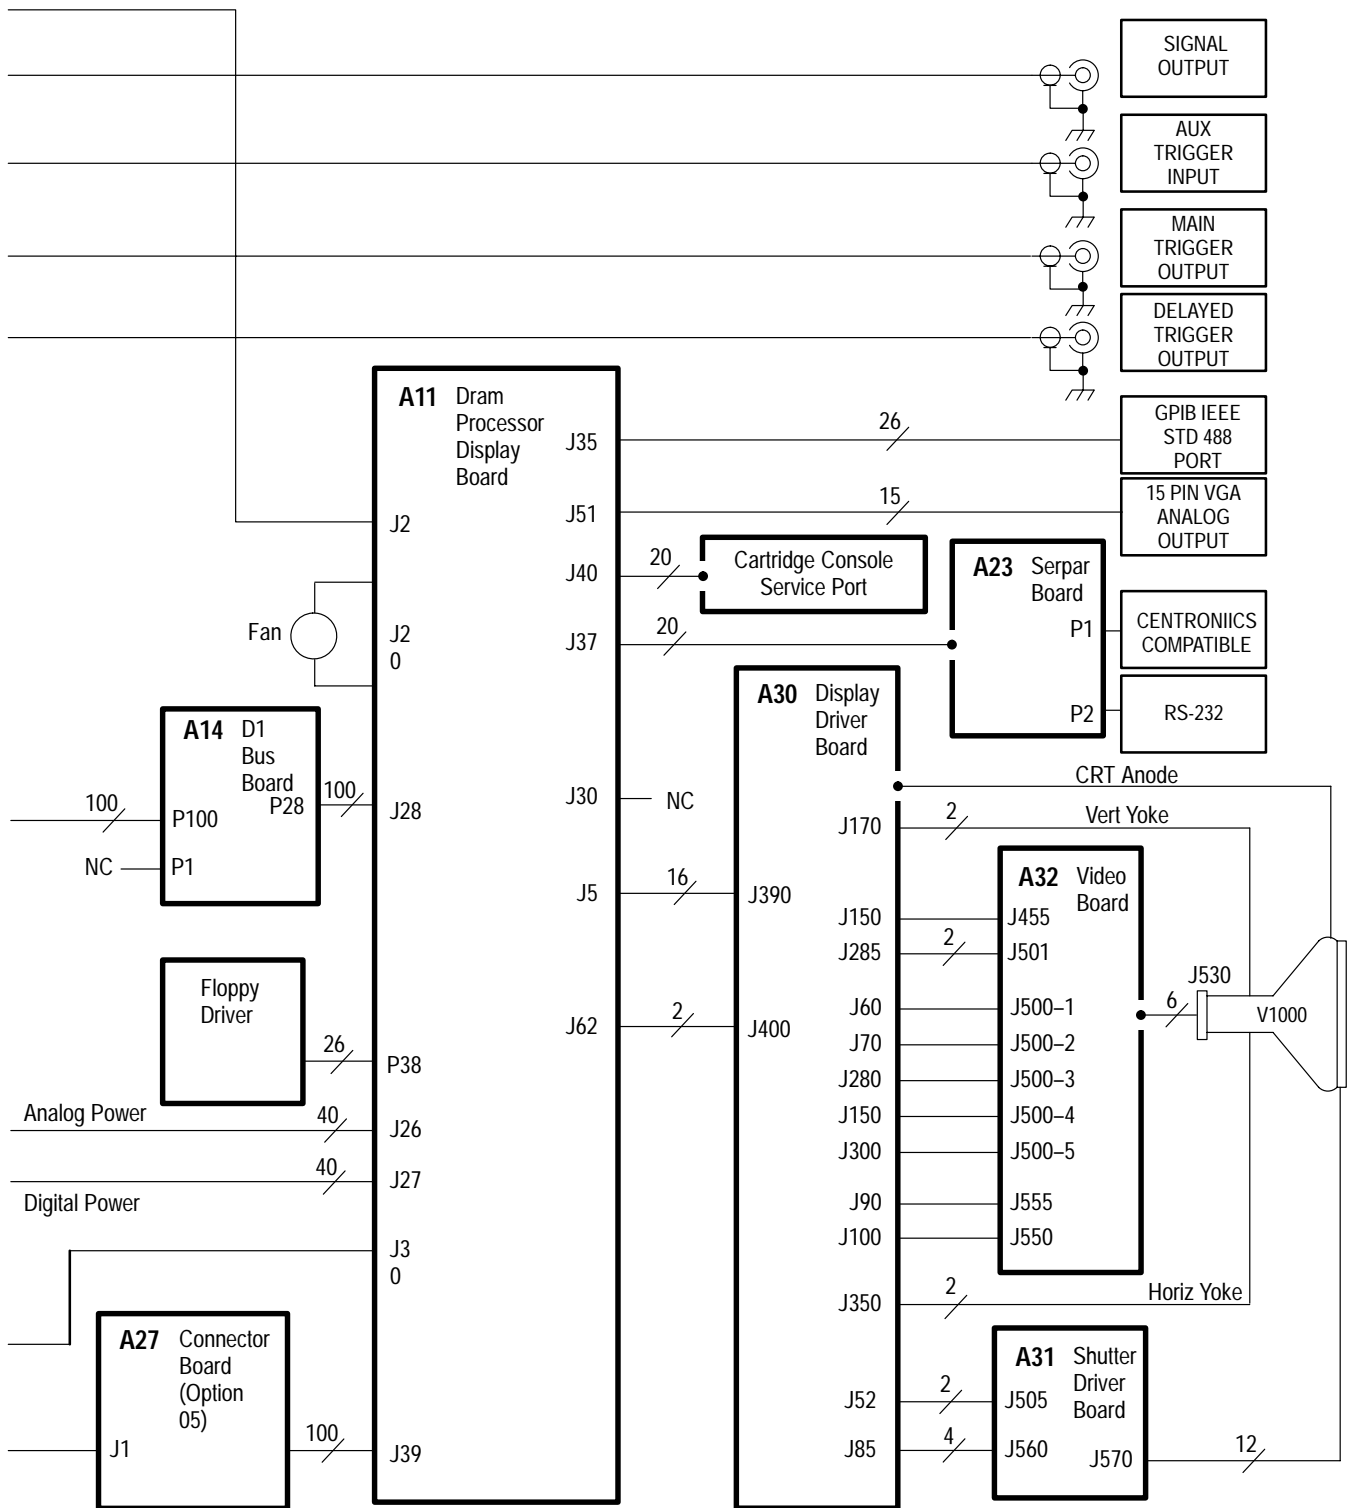 SIGNAL
OUTPUT
AUX
TRIGGER
INPUT
MAIN
TRIGGER
OUTPUT
DELAYED
TRIGGER
OUTPUT
A11 Dram
Processor
Display
Board
J35
26
GPIB IEEE
STD 488
PORT
J51
15
15 PIN VGA
ANALOG
OUTPUT
J2
J40
20
Cartridge Console
Service Port
A23 Serpar
Board
P1
CENTRONIICS
COMPATIBLE
Fan
J2
0
J37
20
P2
RS-232
A30 Display
Driver
Board
A14 D1
Bus
Board
P28
100
J28
100
P100
NC
P1
J30
NC
CRT Anode
J170
2
Vert Yoke
A32 Video
Board
J5
16
J390
J150
J455
J285
2
J501
Floppy
Driver
26
P38
J62
2
J400
J60
J500–1
J70
J500–2
J280
J500–3
J150
J500–4
J300
J500–5
J90
J555
J100
J550
6
J530
V1000
Analog Power
40
J26
40
J27
Digital Power
J3
0
J350
2
Horiz Yoke
A27 Connector
Board
(Option
05)
J1
100
J39
A31 Shutter
Driver
Board
J52
2
J505
J85
4
J560
J570
12